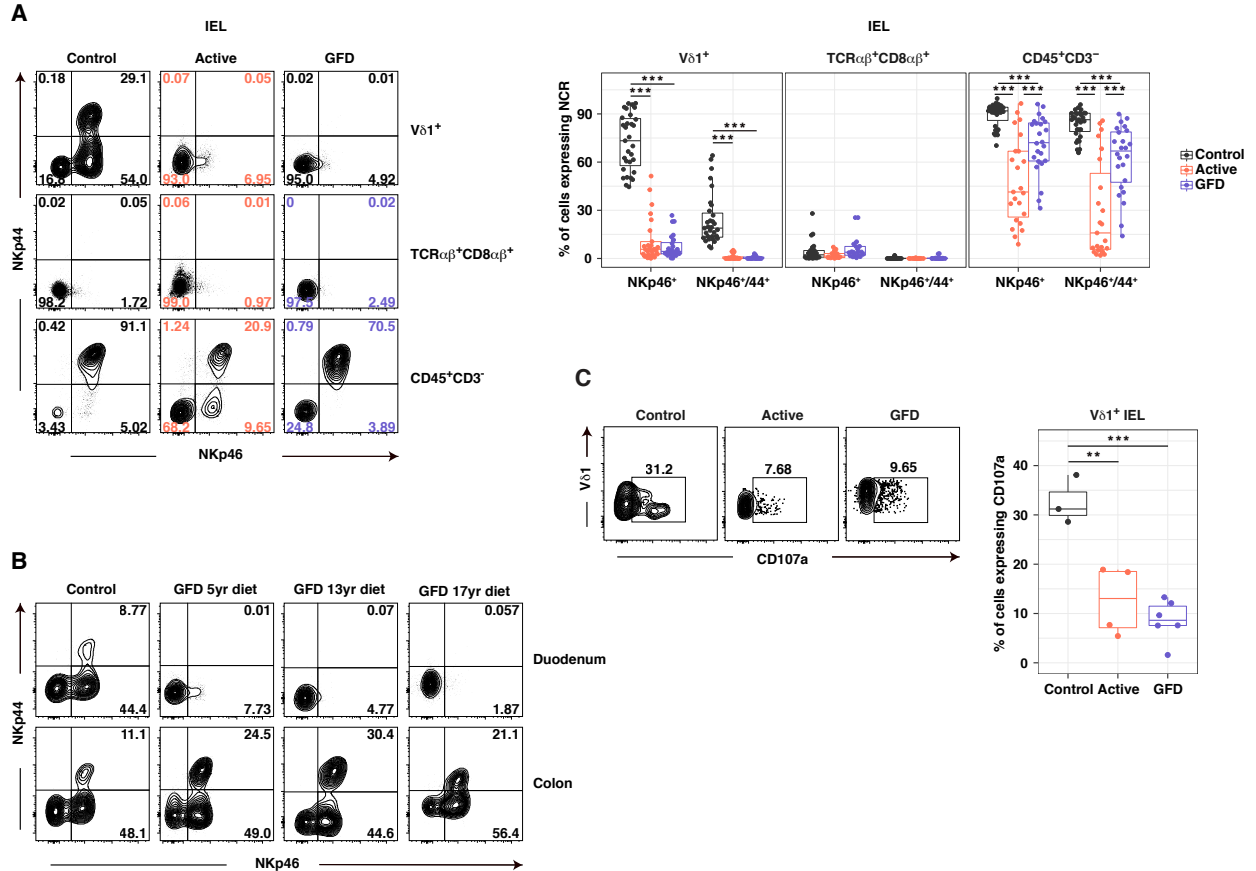 A
IEL
Control Active GFD
0.18 29.1 0.07 0.05 0.02 0.01
Vδ1⁺
16.8 54.0 93.0 6.95 95.0 4.92
0.02 0.05 0.06 0.01 0 0.02
TCRαβ⁺CD8αβ⁺
98.2 1.72 99.0 0.97 97.5 2.49
0.42 91.1 1.24 20.9 0.79 70.5
CD45⁺CD3⁻
3.43 5.02 68.2 9.65 24.8 3.89
NKp44
NKp46
IEL
Vδ1⁺ TCRαβ⁺CD8αβ⁺ CD45⁺CD3⁻
% of cells expressing NCR
90
60
30
0
*** *** *** ***
*** *** *** *** *** ***
***
***
NKp46⁺ NKp46⁺/44⁺ NKp46⁺ NKp46⁺/44⁺ NKp46⁺ NKp46⁺/44⁺
Control
Active
GFD
B
Control GFD 5yr diet GFD 13yr diet GFD 17yr diet
8.77 0.01 0.07 0.057
Duodenum
44.4 7.73 4.77 1.87
11.1 24.5 30.4 21.1
Colon
48.1 49.0 44.6 56.4
NKp44
NKp46
C
Control Active GFD
Vδ1
31.2 7.68 9.65
CD107a
Vδ1⁺ IEL
% of cells expressing CD107a
40
30
20
10
0
***
**
Control Active GFD